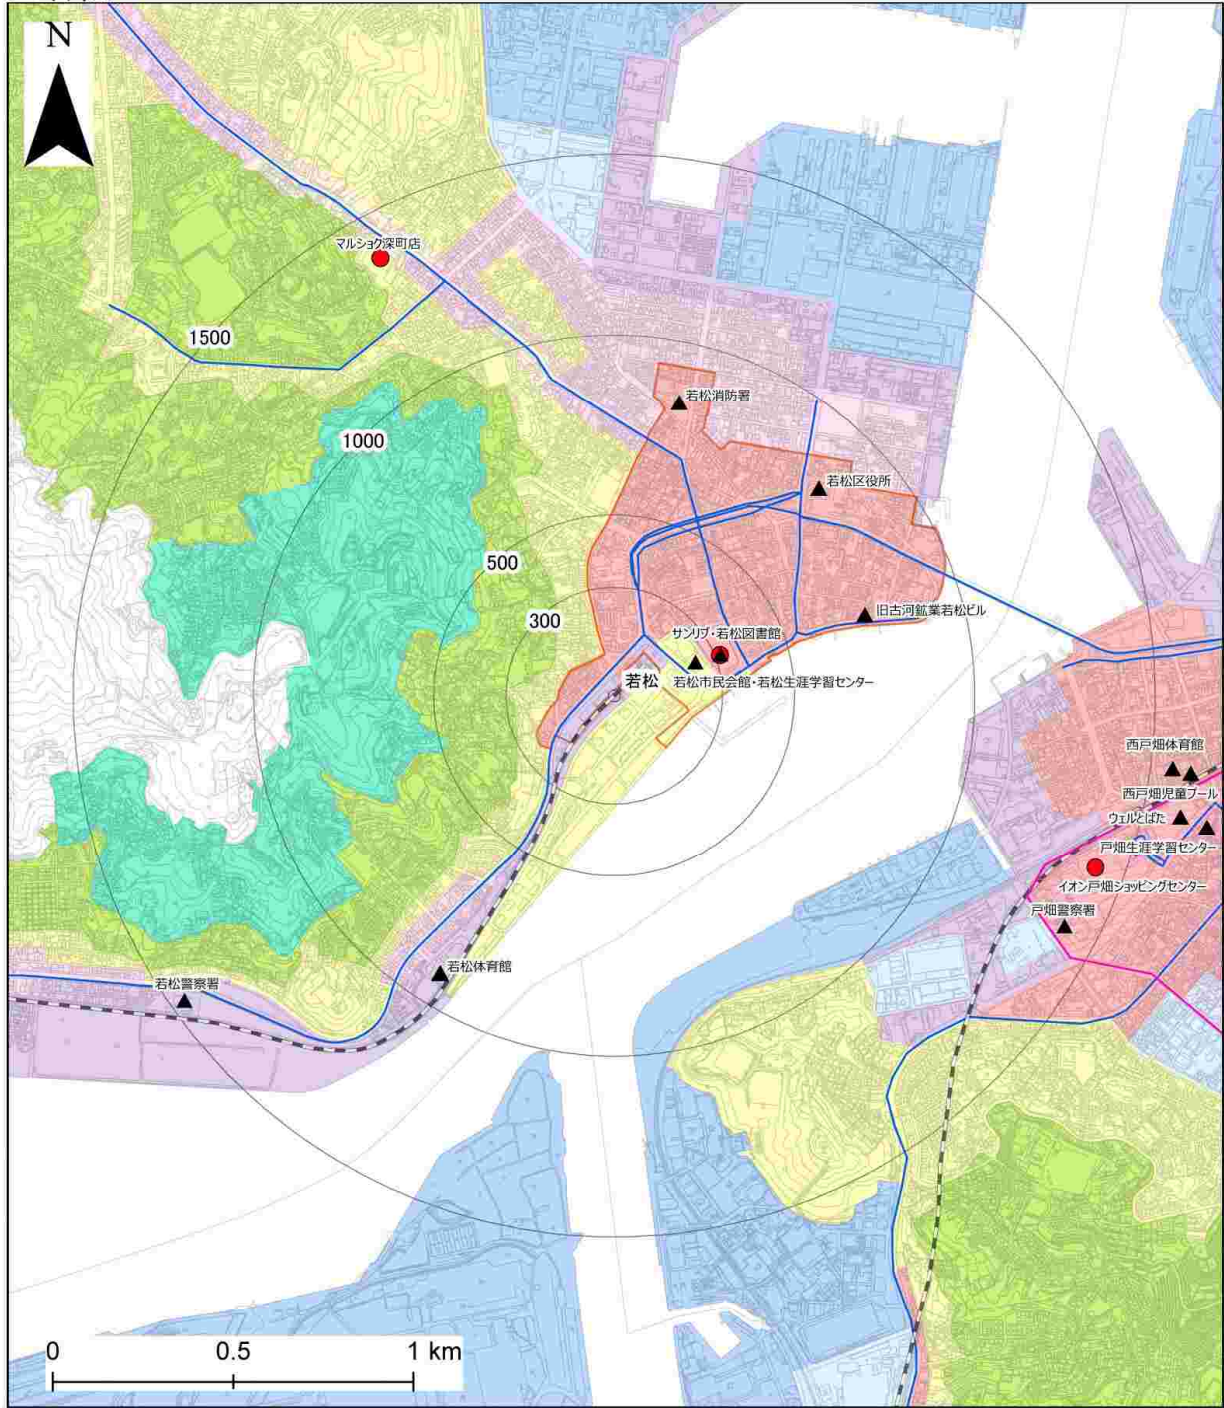 N
マルショク深町店
1500
若松消防署
1000
若松区役所
500
300
旧古河鉱業若松ビル
サンリブ・若松図書館
若松
若松市民会館・若松生涯学習センター
西戸畑体育館
西戸畑児童プール
ウェルとばた
戸畑生涯学習センター
イオン戸畑ショッピングセンター
戸畑警察署
若松体育館
若松警察署
0 0.5 1 km